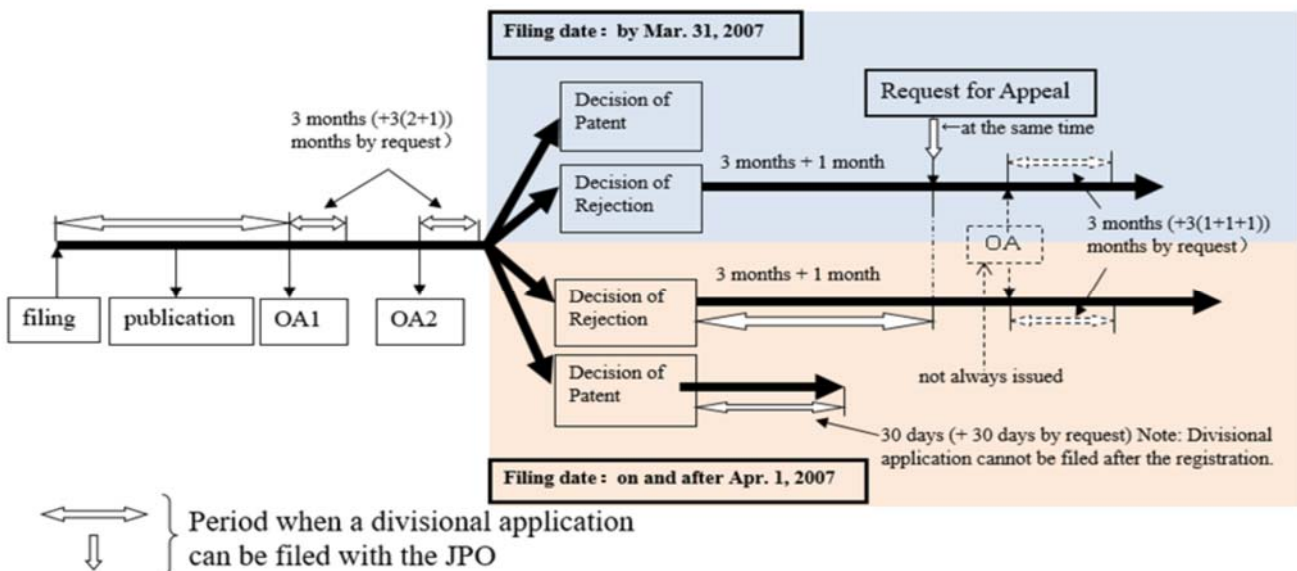 Filing date： by Mar. 31, 2007
3 months (+3(2+1))
months by request）
Decision of
Patent
Request for Appeal
←at the same time
3 months + 1 month
Decision of
Rejection
3 months (+3(1+1+1))
months by request）
OA
filing
publication
OA1
OA2
3 months + 1 month
Decision of
Rejection
not always issued
Decision of
Patent
30 days (+ 30 days by request) Note: Divisional
application cannot be filed after the registration.
Filing date： on and after Apr. 1, 2007
Period when a divisional application
can be filed with the JPO